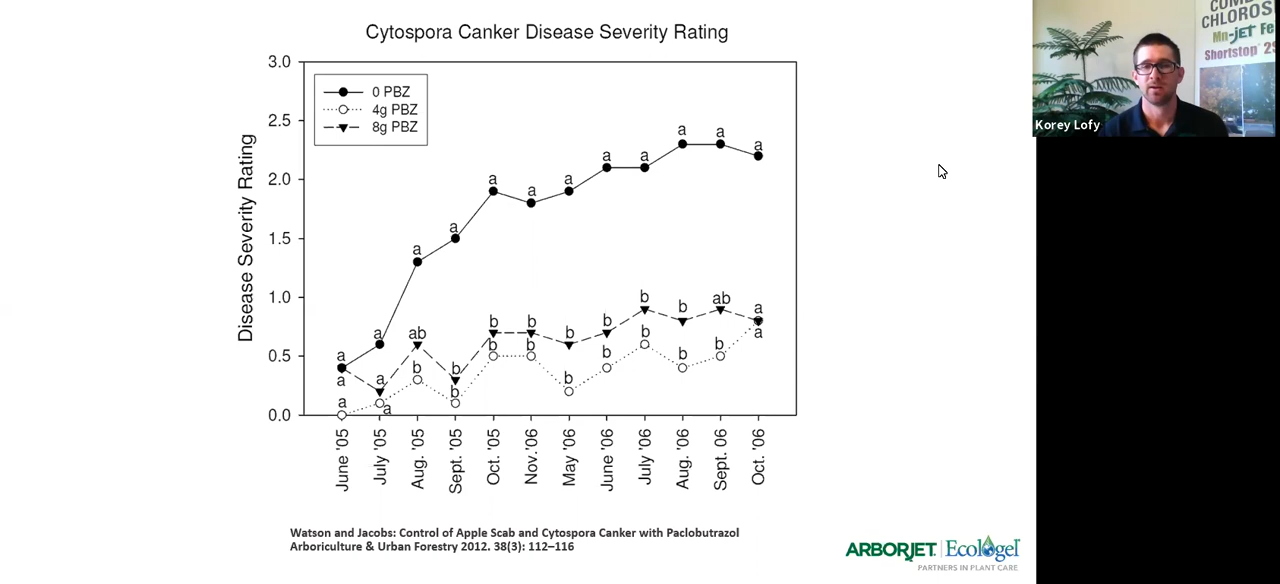 Cytospora Canker Disease Severity Rating
3.0
2.5
2.0
1.5
1.0
0.5
0.0
Disease Severity Rating
0 PBZ
4g PBZ
8g PBZ
a a a a a a a a a a a a
a a ab b b b b b b b ab a
a a b b b b b b b b b a
June '05
July '05
Aug. '05
Sept. '05
Oct. '05
Nov.'06
May '06
June '06
July '06
Aug. '06
Sept. 06
Oct. '06
Watson and Jacobs: Control of Apple Scab and Cytospora Canker with Paclobutrazol
Arboriculture & Urban Forestry 2012. 38(3): 112–116
ARBORJET Ecologel
PARTNERS IN PLANT CARE
CHLOROS
Mn-jET Fe
Shortstop 2S
Korey Lofy